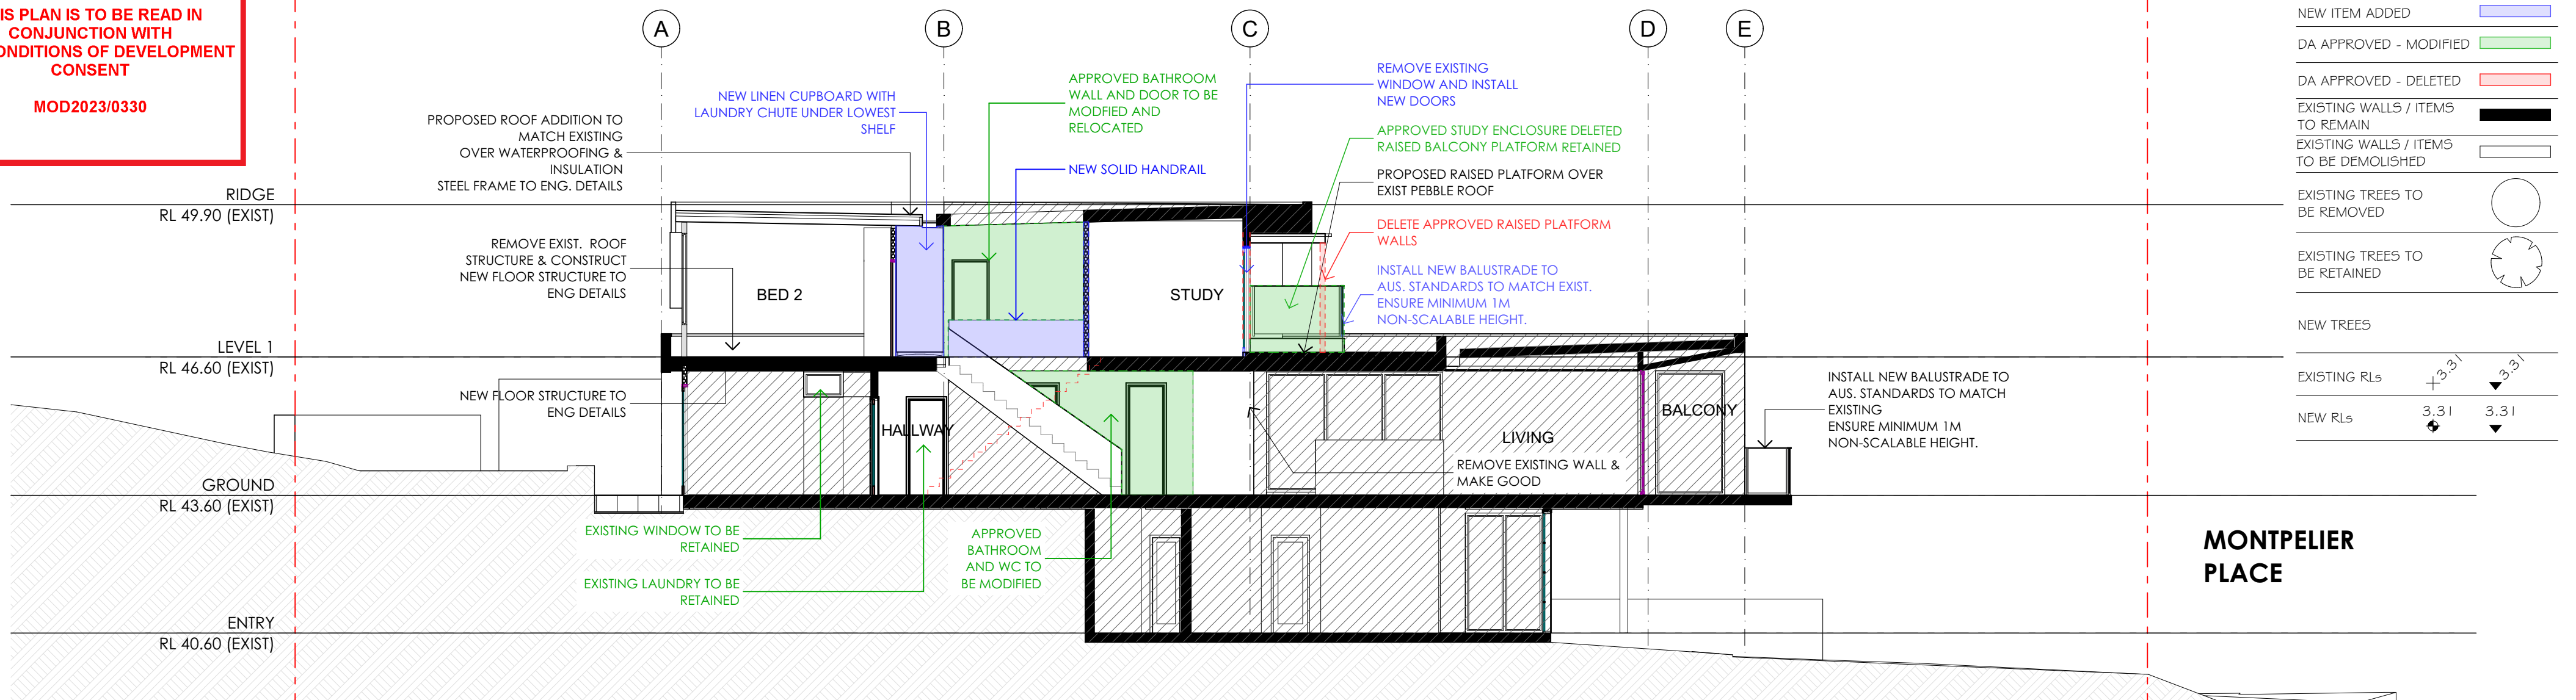 IS PLAN IS TO BE READ IN
CONJUNCTION WITH
ONDITIONS OF DEVELOPMENT
CONSENT
MOD2023/0330
A
B
C
D
E
NEW LINEN CUPBOARD WITH
LAUNDRY CHUTE UNDER LOWEST
SHELF
APPROVED BATHROOM
WALL AND DOOR TO BE
MODFIED AND
RELOCATED
REMOVE EXISTING
WINDOW AND INSTALL
NEW DOORS
PROPOSED ROOF ADDITION TO
MATCH EXISTING
OVER WATERPROOFING &
INSULATION
STEEL FRAME TO ENG. DETAILS
NEW SOLID HANDRAIL
APPROVED STUDY ENCLOSURE DELETED
RAISED BALCONY PLATFORM RETAINED
PROPOSED RAISED PLATFORM OVER
EXIST PEBBLE ROOF
DELETE APPROVED RAISED PLATFORM
WALLS
INSTALL NEW BALUSTRADE TO
AUS. STANDARDS TO MATCH EXIST.
ENSURE MINIMUM 1M
NON-SCALABLE HEIGHT.
RIDGE
RL 49.90 (EXIST)
REMOVE EXIST. ROOF
STRUCTURE & CONSTRUCT
NEW FLOOR STRUCTURE TO
ENG DETAILS
BED 2
STUDY
LEVEL 1
RL 46.60 (EXIST)
NEW FLOOR STRUCTURE TO
ENG DETAILS
HALLWAY
LIVING
BALCONY
REMOVE EXISTING WALL &
MAKE GOOD
INSTALL NEW BALUSTRADE TO
AUS. STANDARDS TO MATCH
EXISTING
ENSURE MINIMUM 1M
NON-SCALABLE HEIGHT.
GROUND
RL 43.60 (EXIST)
EXISTING WINDOW TO BE
RETAINED
EXISTING LAUNDRY TO BE
RETAINED
APPROVED
BATHROOM
AND WC TO
BE MODIFIED
ENTRY
RL 40.60 (EXIST)
MONTPELIER
PLACE
NEW ITEM ADDED
DA APPROVED - MODIFIED
DA APPROVED - DELETED
EXISTING WALLS / ITEMS
TO REMAIN
EXISTING WALLS / ITEMS
TO BE DEMOLISHED
EXISTING TREES TO
BE REMOVED
EXISTING TREES TO
BE RETAINED
NEW TREES
EXISTING RLs 3.31 3.31
NEW RLs 3.31 3.31